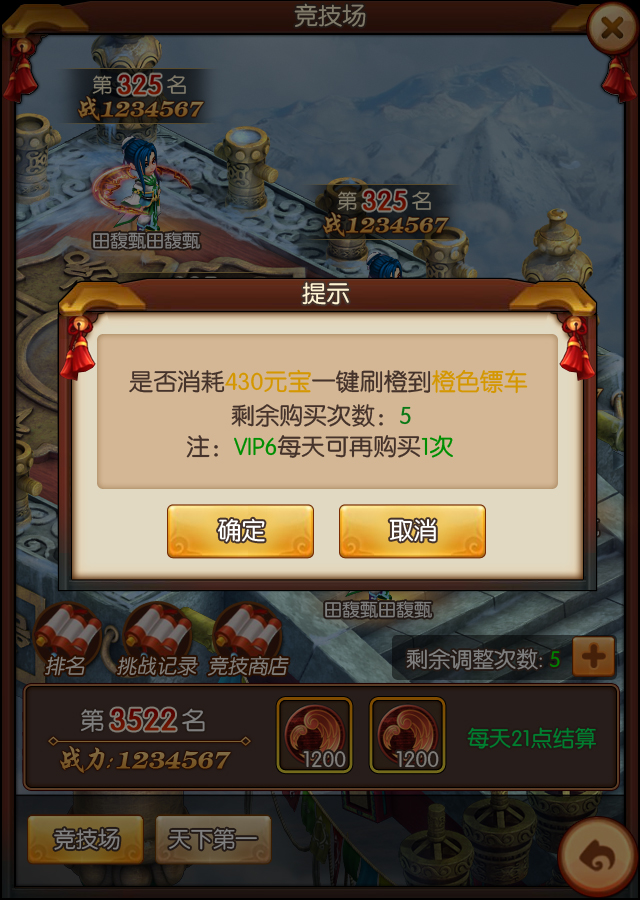 竞技场
第325名
战1234567
田馥甄田馥甄
第325名
战1234567
提示
是否消耗430元宝一键刷橙到橙色镖车
剩余购买次数：5
注：VIP6每天可再购买1次
确定
取消
田馥甄田馥甄
排名
挑战记录
竞技商店
剩余调整次数:5
第3522名
战力:1234567
1200
1200
每天21点结算
竞技场
天下第一